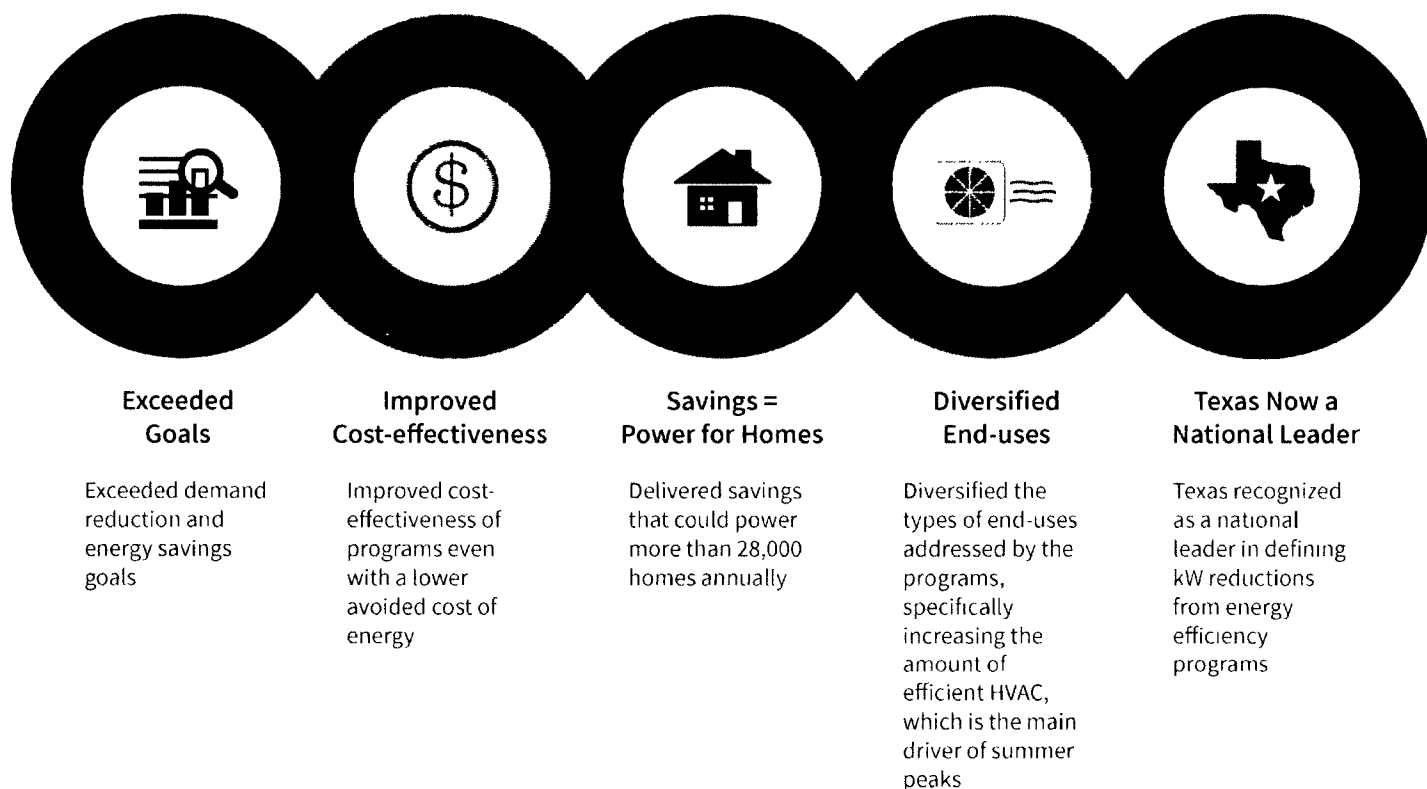 Exceeded
Goals
Exceeded demand
reduction and
energy savings
goals
Improved
Cost-effectiveness
Improved cost-
effectiveness of
programs even
with a lower
avoided cost of
energy
Savings =
Power for Homes
Delivered savings
that could power
more than 28,000
homes annually
Diversified
End-uses
Diversified the
types of end-uses
addressed by the
programs,
specifically
increasing the
amount of
efficient HVAC,
which is the main
driver of summer
peaks
Texas Now a
National Leader
Texas recognized
as a national
leader in defining
kW reductions
from energy
efficiency
programs